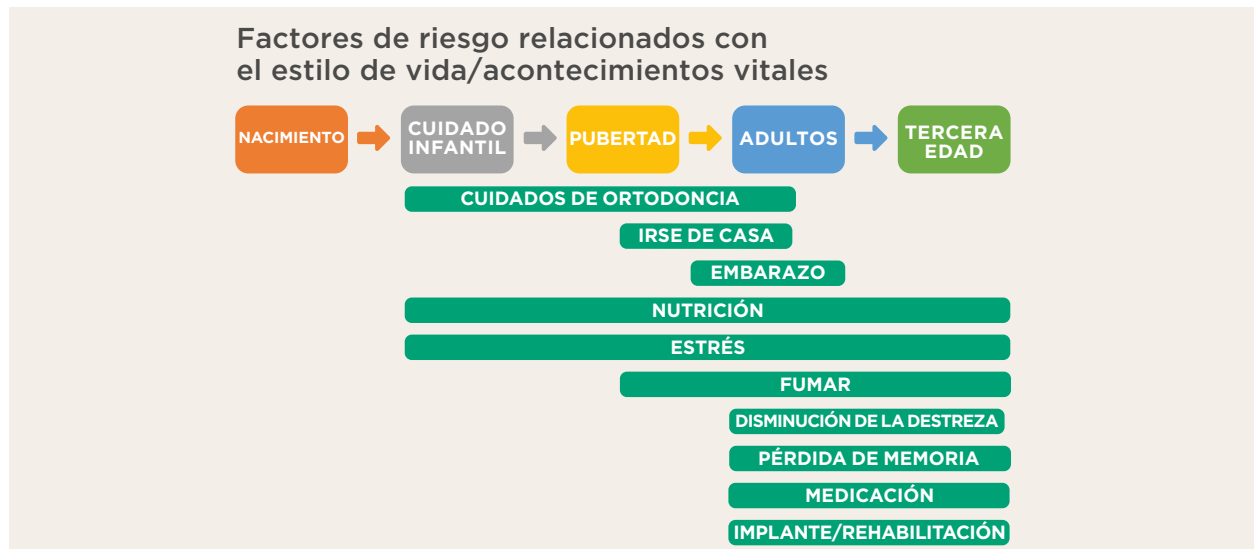 Factores de riesgo relacionados con
el estilo de vida/acontecimientos vitales
NACIMIENTO
CUIDADO
INFANTIL
PUBERTAD
ADULTOS
TERCERA
EDAD
CUIDADOS DE ORTODONCIA
IRSE DE CASA
EMBARAZO
NUTRICIÓN
ESTRÉS
FUMAR
DISMINUCIÓN DE LA DESTREZA
PÉRDIDA DE MEMORIA
MEDICACIÓN
IMPLANTE/REHABILITACIÓN